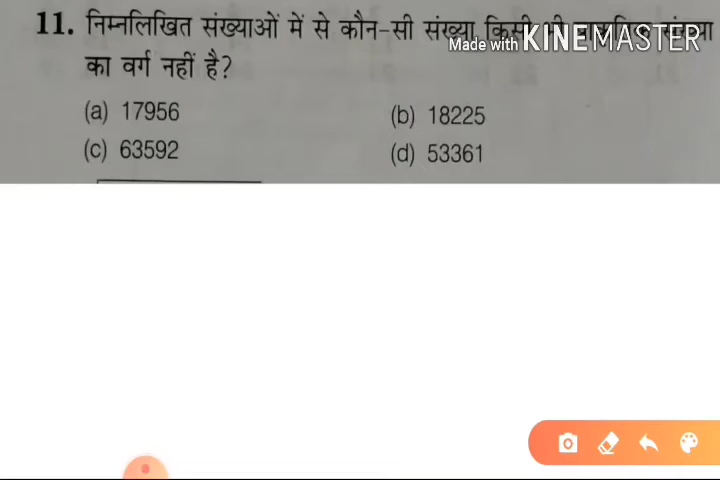 11. निम्नलिखित संख्याओं में से कौन-सी संख्या किसी भी संख्या
Made with KINEMASTER
का वर्ग नहीं है?
(a) 17956 (b) 18225
(c) 63592 (d) 53361